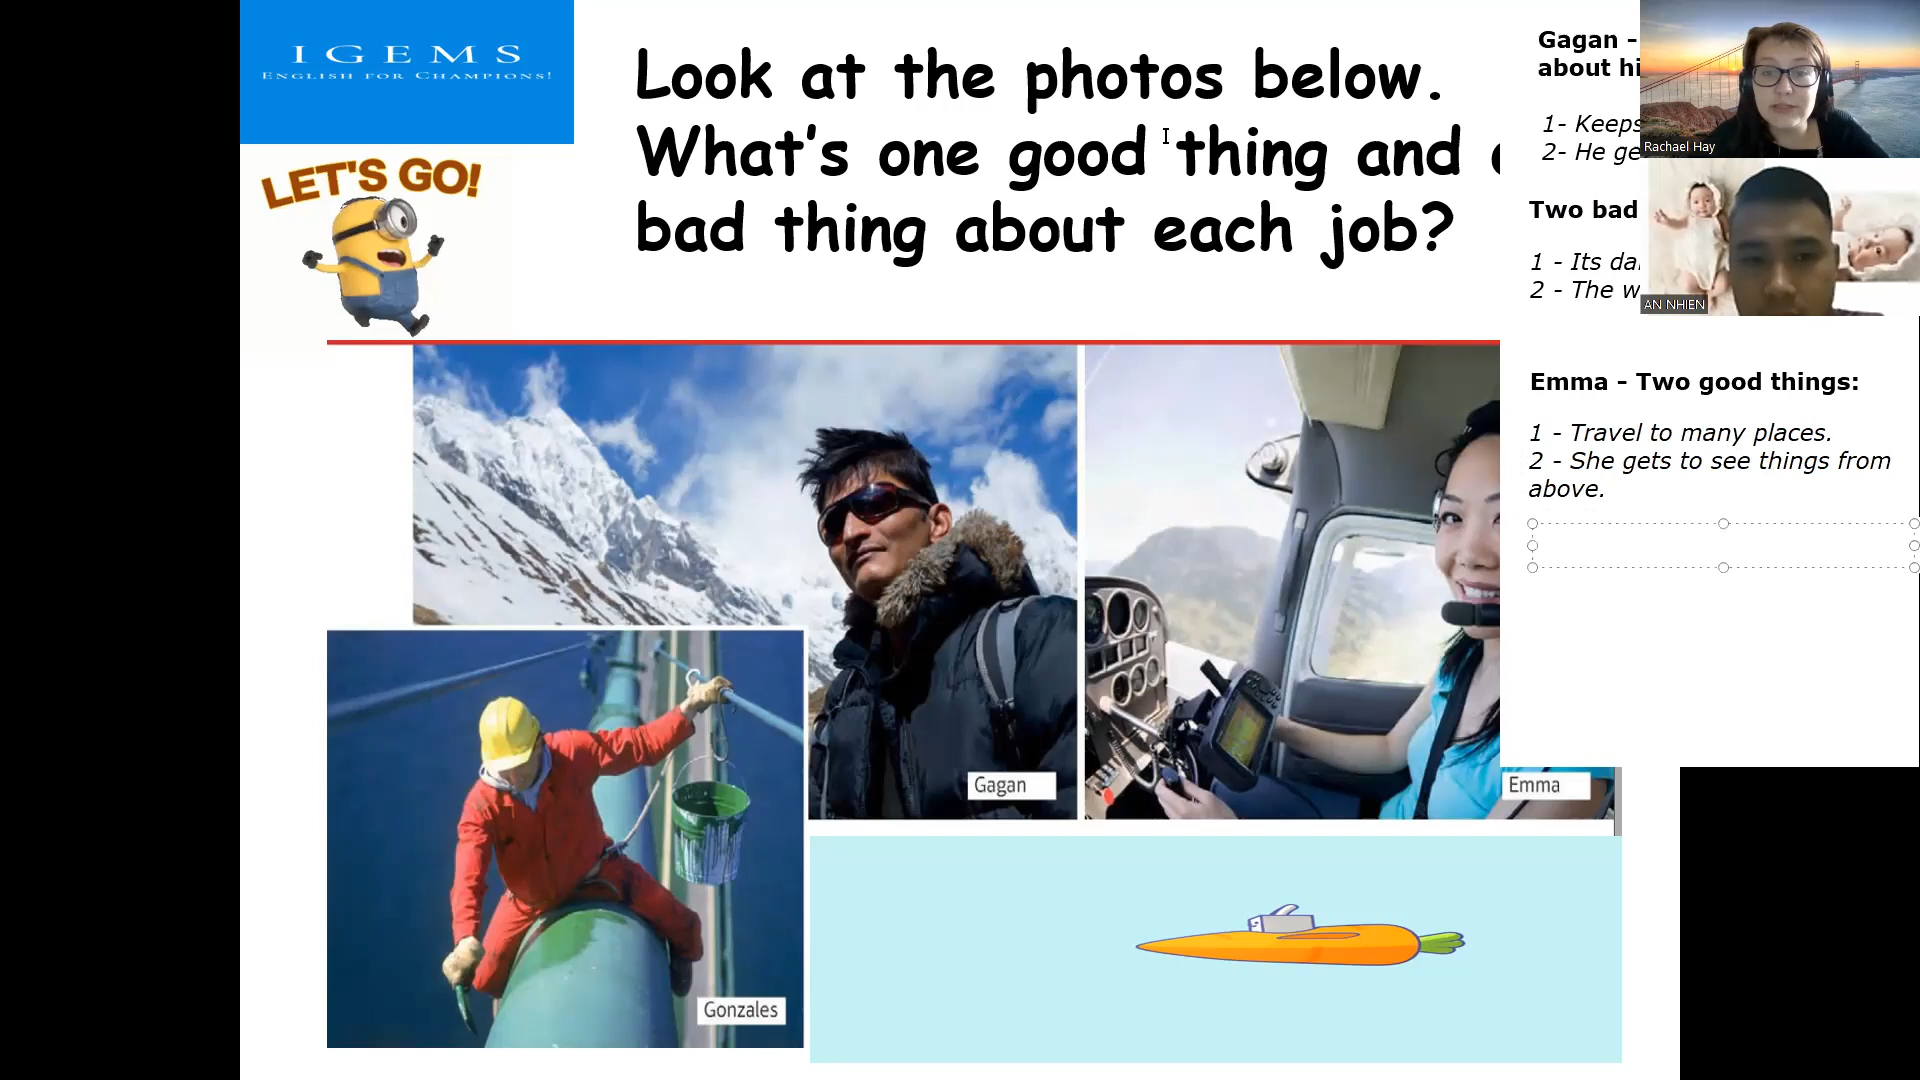 IGEMS
ENGLISH FOR CHAMPIONS!
LET'S GO!
Look at the photos below.
What's one good thing and
bad thing about each job?
Gagan -
about hi
1- Keeps
2- He ge
Two bad
1 - Its da
2 - The w
Rachael Hay
AN NHIEN
Emma - Two good things:
1 - Travel to many places.
2 - She gets to see things from
above.
Gagan
Emma
Gonzales